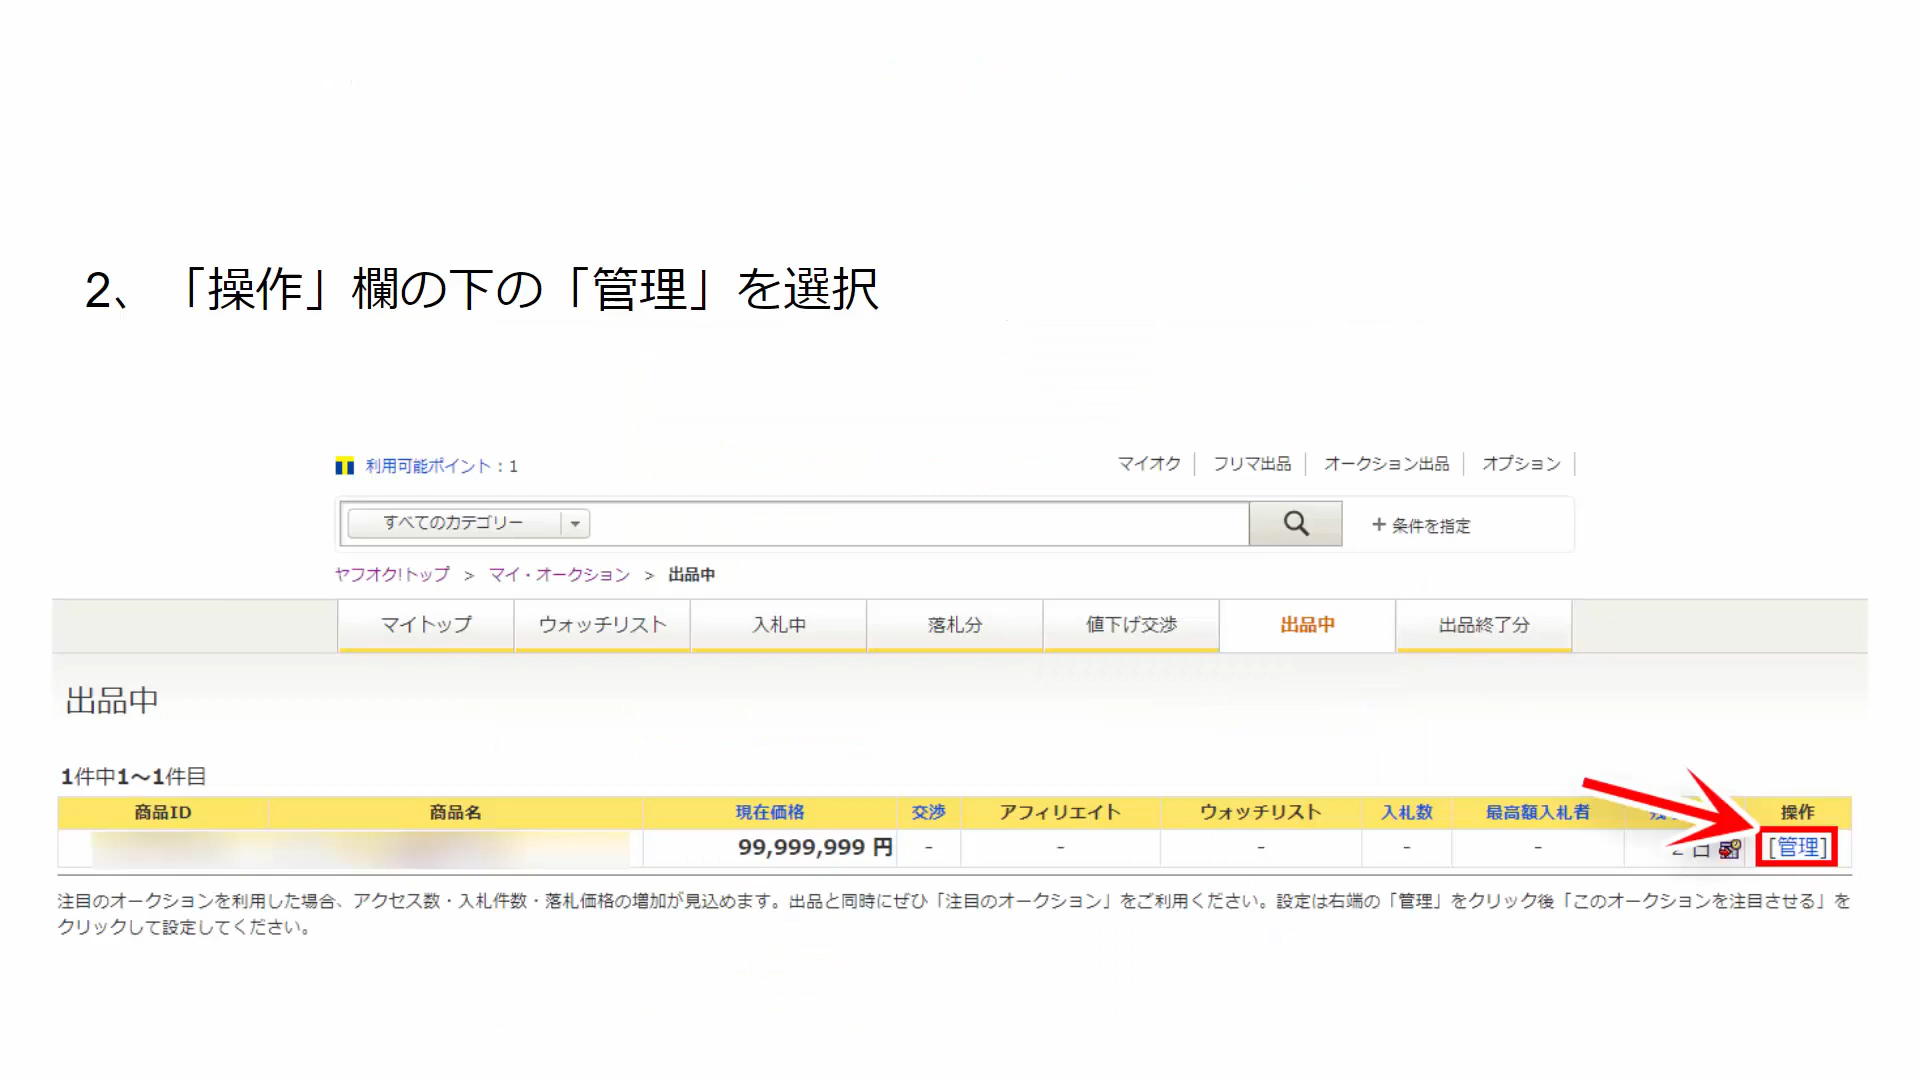 2、「操作」欄の下の「管理」を選択
利用可能ポイント：1
マイオク フリマ出品 オークション出品 オプション
すべてのカテゴリー
+ 条件を指定
ヤフオク!トップ > マイ・オークション > 出品中
マイトップ ウォッチリスト 入札中 落札分 値下げ交渉 出品中 出品終了分
出品中
1件中1～1件目
商品ID 商品名 現在価格 交渉 アフィリエイト ウォッチリスト 入札数 最高額入札者 操作
99,999,999 円 - - - - - [管理]
注目のオークションを利用した場合、アクセス数・入札件数・落札価格の増加が見込めます。出品と同時にぜひ「注目のオークション」をご利用ください。設定は右端の「管理」をクリック後「このオークションを注目させる」を
クリックして設定してください。